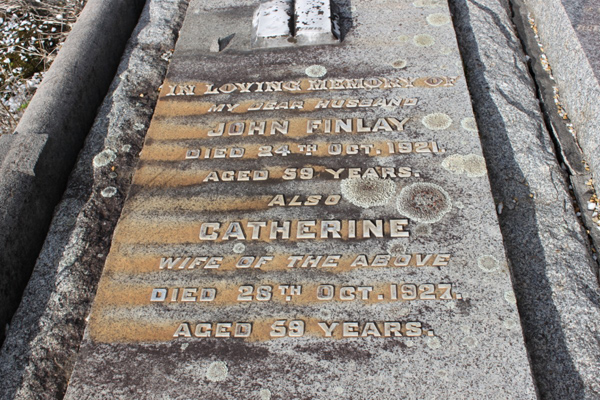 IN LOVING MEMORY OF
MY DEAR HUSBAND
JOHN FINLAY
DIED 24TH OCT. 1921.
AGED 59 YEARS.
ALSO
CATHERINE
WIFE OF THE ABOVE
DIED 26TH OCT. 1927.
AGED 59 YEARS.